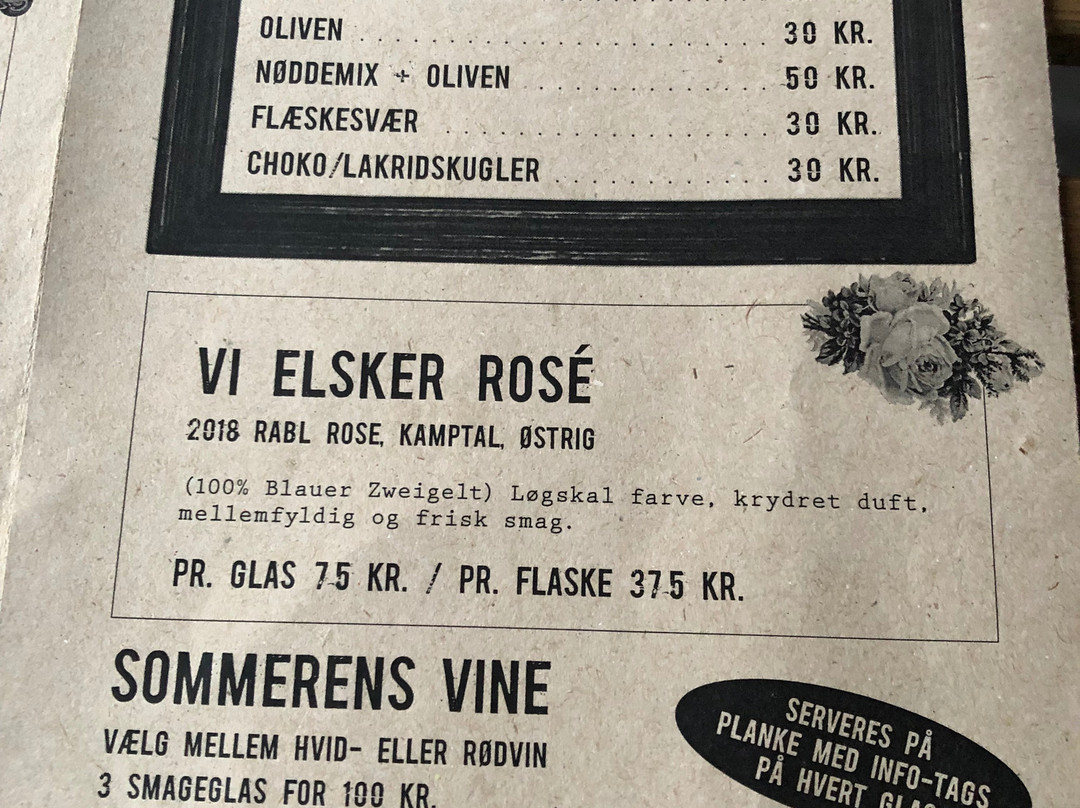 OLIVEN . . . . . . . . . . . . . . . . . . . . . . . . . . . . 30 KR.
NØDDEMIX + OLIVEN . . . . . . . . . . . . . . . . 50 KR.
FLÆSKESVÆR . . . . . . . . . . . . . . . . . . . . . . 30 KR.
CHOKO/LAKRIDSKUGLER . . . . . . . . . . . . . . 30 KR.
VI ELSKER ROSÉ
2018 RABL ROSE, KAMPTAL, ØSTRIG
(100% Blauer Zweigelt) Løgskal farve, krydret duft,
mellemfyldig og frisk smag.
PR. GLAS 75 KR. / PR. FLASKE 375 KR.
SOMMERENS VINE
VÆLG MELLEM HVID- ELLER RØDVIN
3 SMAGEGLAS FOR 100 KR.
SERVERES PÅ
PLANKE MED INFO-TAGS
PÅ HVERT